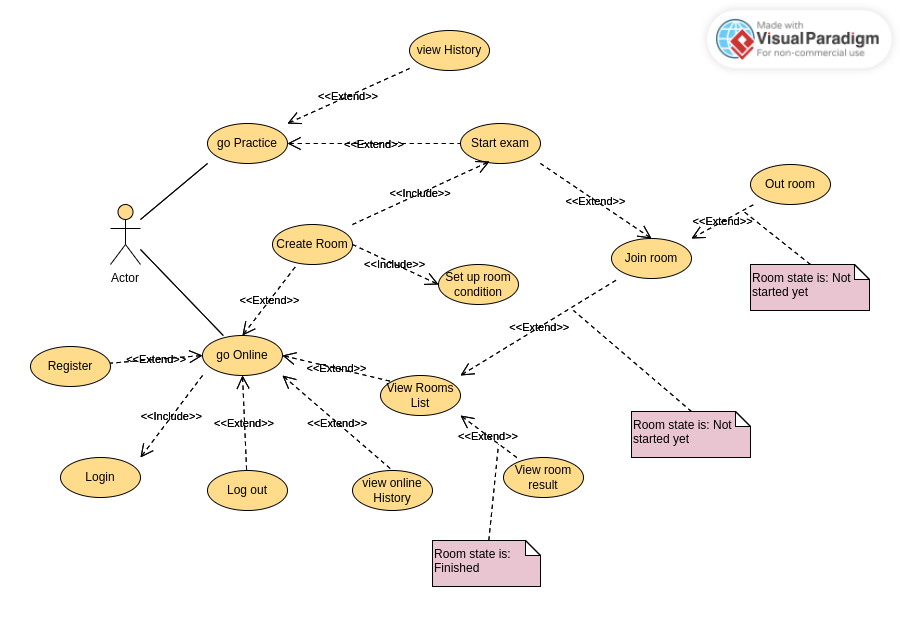 Made with
VisualParadigm
For non-commercial use
view History
<<Extend>>
go Practice
<<Extend>>
Start exam
<<Include>>
<<Extend>>
Out room
<<Extend>>
Actor
Create Room
<<Include>>
Set up room
condition
Join room
Room state is: Not
started yet
<<Extend>>
<<Extend>>
Register
<<Extend>>
go Online
<<Extend>>
View Rooms
List
<<Include>>
<<Extend>>
<<Extend>>
<<Extend>>
Room state is: Not
started yet
Login
Log out
view online
History
View room
result
Room state is:
Finished